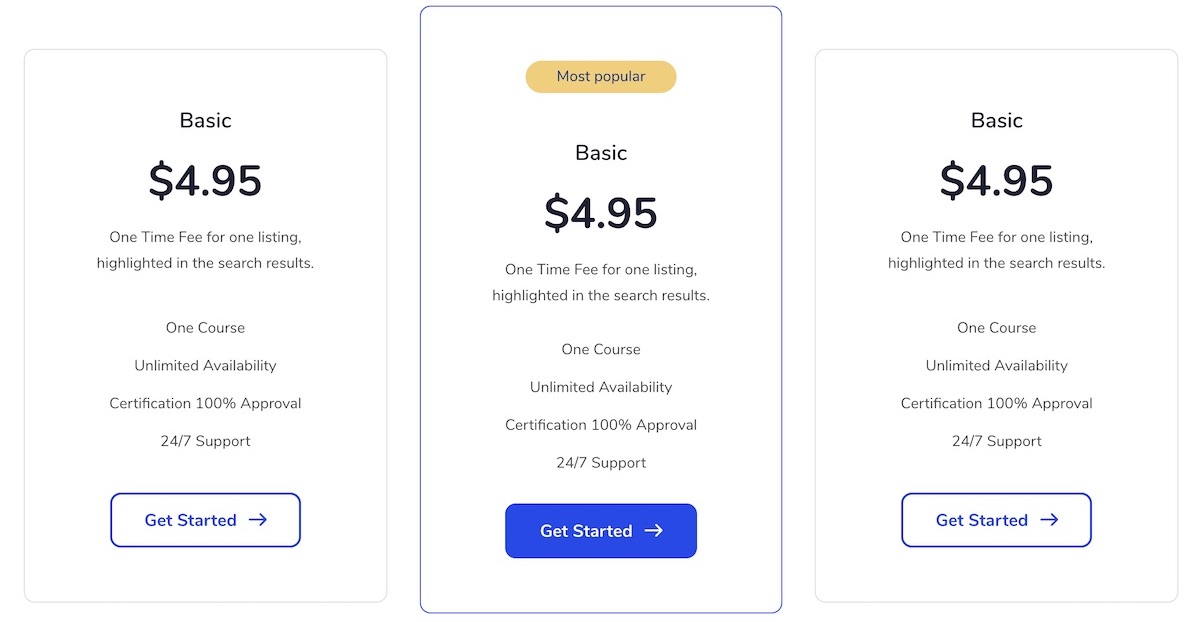 Basic
$4.95
One Time Fee for one listing,
highlighted in the search results.
One Course
Unlimited Availability
Certification 100% Approval
24/7 Support
Get Started →
Most popular
Basic
$4.95
One Time Fee for one listing,
highlighted in the search results.
One Course
Unlimited Availability
Certification 100% Approval
24/7 Support
Get Started →
Basic
$4.95
One Time Fee for one listing,
highlighted in the search results.
One Course
Unlimited Availability
Certification 100% Approval
24/7 Support
Get Started →